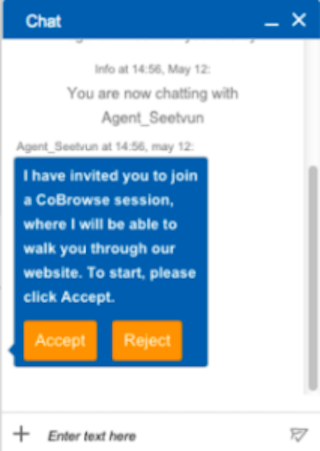 Chat
Info at 14:56, May 12:
You are now chatting with
Agent_Seetvun
Agent_Seetvun at 14:56, may 12:
I have invited you to join
a CoBrowse session,
where I will be able to
walk you through our
website. To start, please
click Accept.
Accept Reject
Enter text here